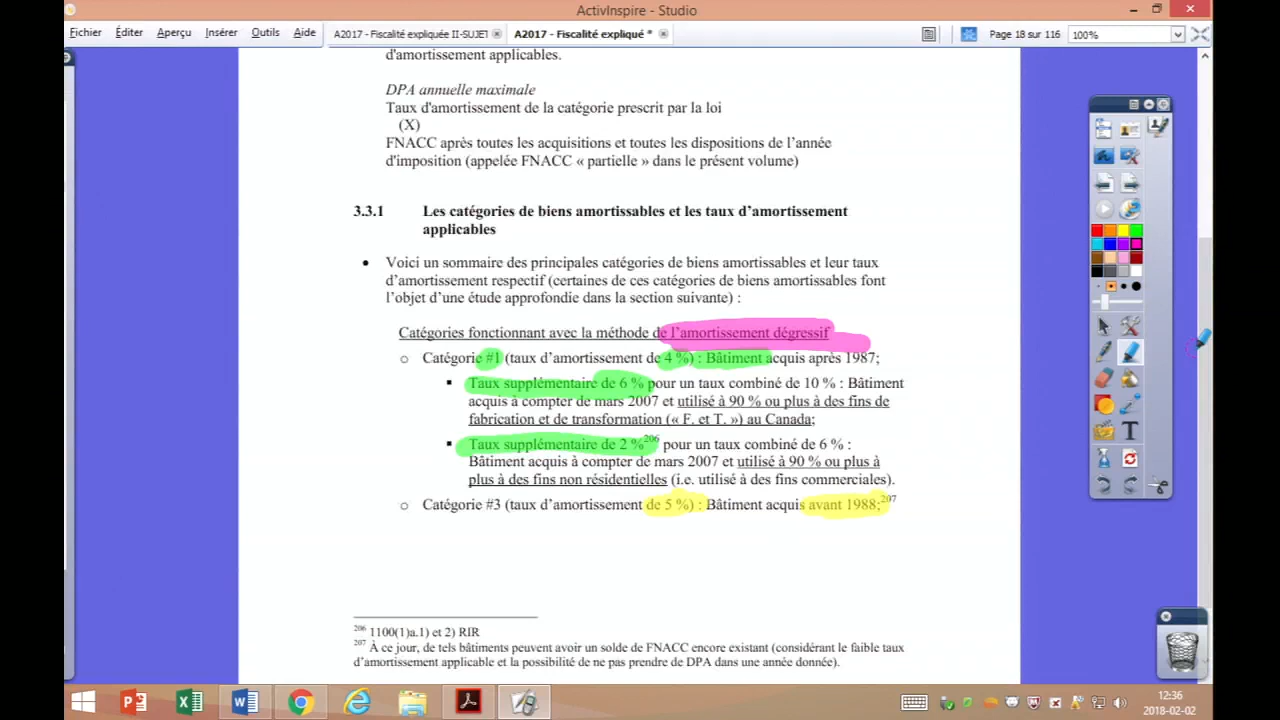 ActivInspire - Studio
Fichier Éditer Aperçu Insérer Outils Aide
A2017 - Fiscalité expliquée II-SUJET
A2017 - Fiscalité expliqué *
Page 18 sur 116
100%
d'amortissement applicables.
DPA annuelle maximale
Taux d'amortissement de la catégorie prescrit par la loi
(X)
FNACC après toutes les acquisitions et toutes les dispositions de l'année
d'imposition (appelée FNACC « partielle » dans le présent volume)
3.3.1 Les catégories de biens amortissables et les taux d'amortissement
applicables
• Voici un sommaire des principales catégories de biens amortissables et leur taux
d'amortissement respectif (certaines de ces catégories de biens amortissables font
l'objet d'une étude approfondie dans la section suivante) :
Catégories fonctionnant avec la méthode de l'amortissement dégressif
o Catégorie #1 (taux d'amortissement de 4 %) : Bâtiment acquis après 1987;
▪ Taux supplémentaire de 6 % pour un taux combiné de 10 % : Bâtiment
acquis à compter de mars 2007 et utilisé à 90 % ou plus à des fins de
fabrication et de transformation (« F. et T. ») au Canada;
▪ Taux supplémentaire de 2 %206 pour un taux combiné de 6 % :
Bâtiment acquis à compter de mars 2007 et utilisé à 90 % ou plus à
plus à des fins non résidentielles (i.e. utilisé à des fins commerciales).
o Catégorie #3 (taux d'amortissement de 5 %) : Bâtiment acquis avant 1988;207
206 1100(1)a.1) et 2) RIR
207 À ce jour, de tels bâtiments peuvent avoir un solde de FNACC encore existant (considérant le faible taux
d'amortissement applicable et la possibilité de ne pas prendre de DPA dans une année donnée).
12:36
2018-02-02